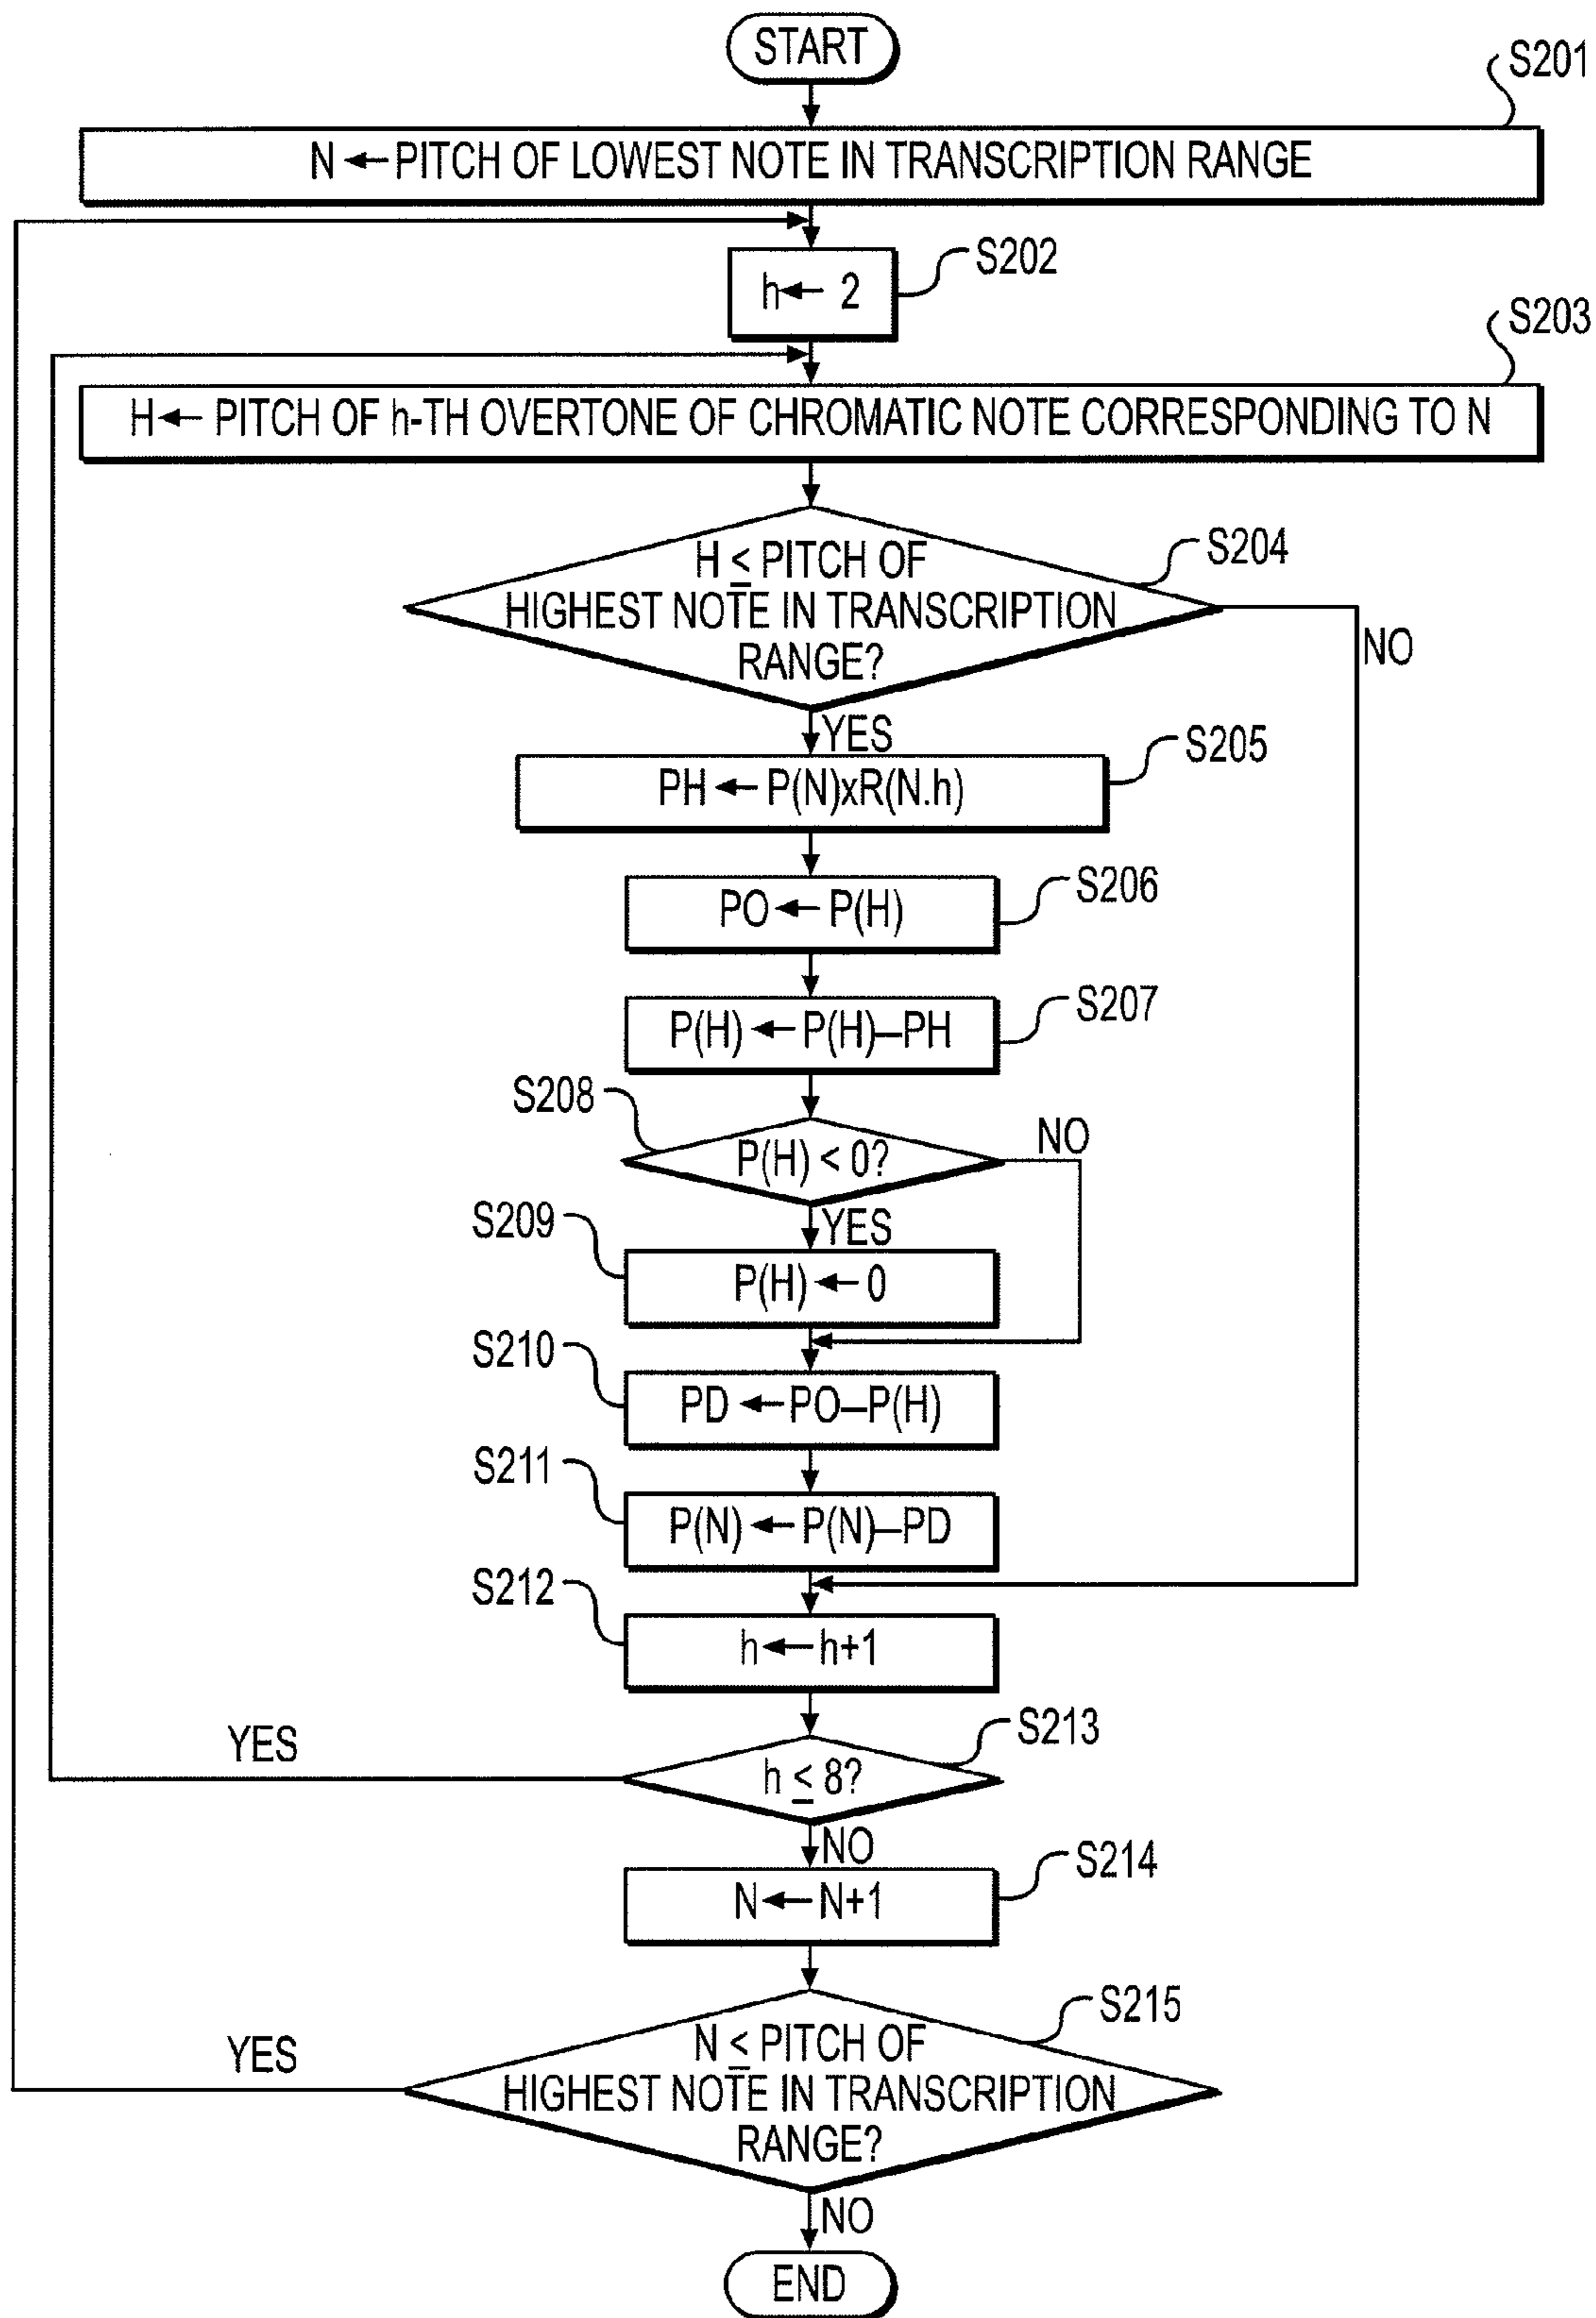 START
S201
N ← PITCH OF LOWEST NOTE IN TRANSCRIPTION RANGE
S202
h ← 2
S203
H ← PITCH OF h-TH OVERTONE OF CHROMATIC NOTE CORRESPONDING TO N
S204
H ≤ PITCH OF
HIGHEST NOTE IN TRANSCRIPTION
RANGE?
NO
YES
S205
PH ← P(N)xR(N.h)
S206
PO ← P(H)
S207
P(H) ← P(H)–PH
S208
P(H) < 0?
NO
YES
S209
P(H) ← 0
S210
PD ← PO–P(H)
S211
P(N) ← P(N)–PD
S212
h ← h+1
S213
YES
h ≤ 8?
NO
S214
N ← N+1
S215
YES
N ≤ PITCH OF
HIGHEST NOTE IN TRANSCRIPTION
RANGE?
NO
END